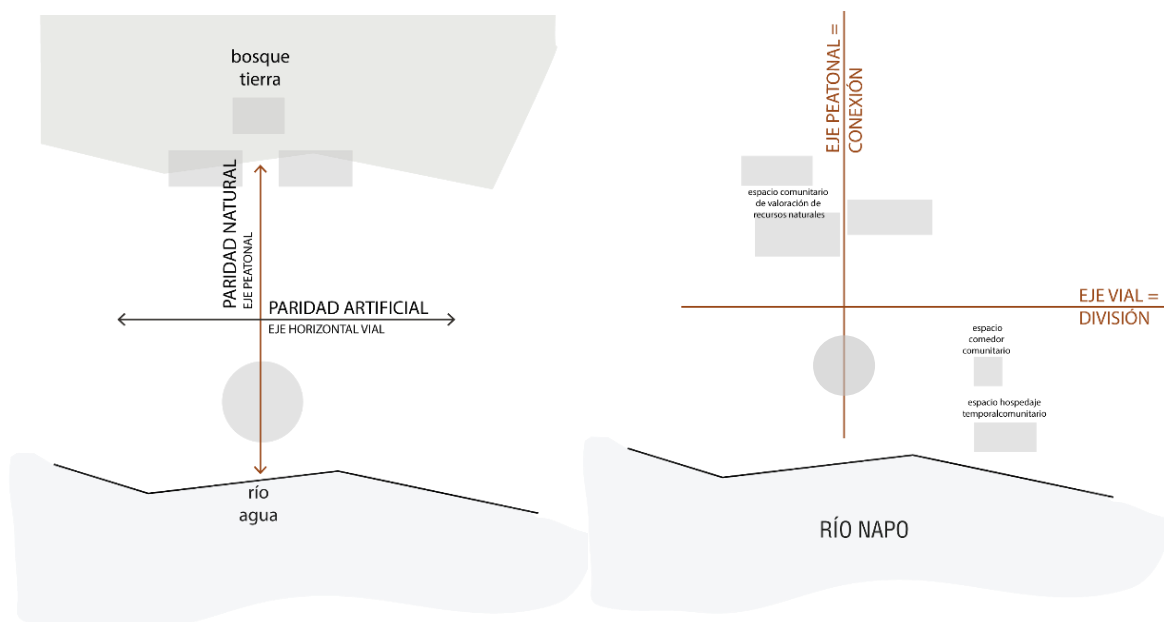 bosque
tierra
PARIDAD NATURAL
EJE PEATONAL
PARIDAD ARTIFICIAL
EJE HORIZONTAL VIAL
río
agua
EJE PEATONAL =
CONEXIÓN
espacio comunitario
de valoración de
recursos naturales
EJE VIAL =
DIVISIÓN
espacio
comedor
comunitario
espacio hospedaje
temporalcomunitario
RÍO NAPO